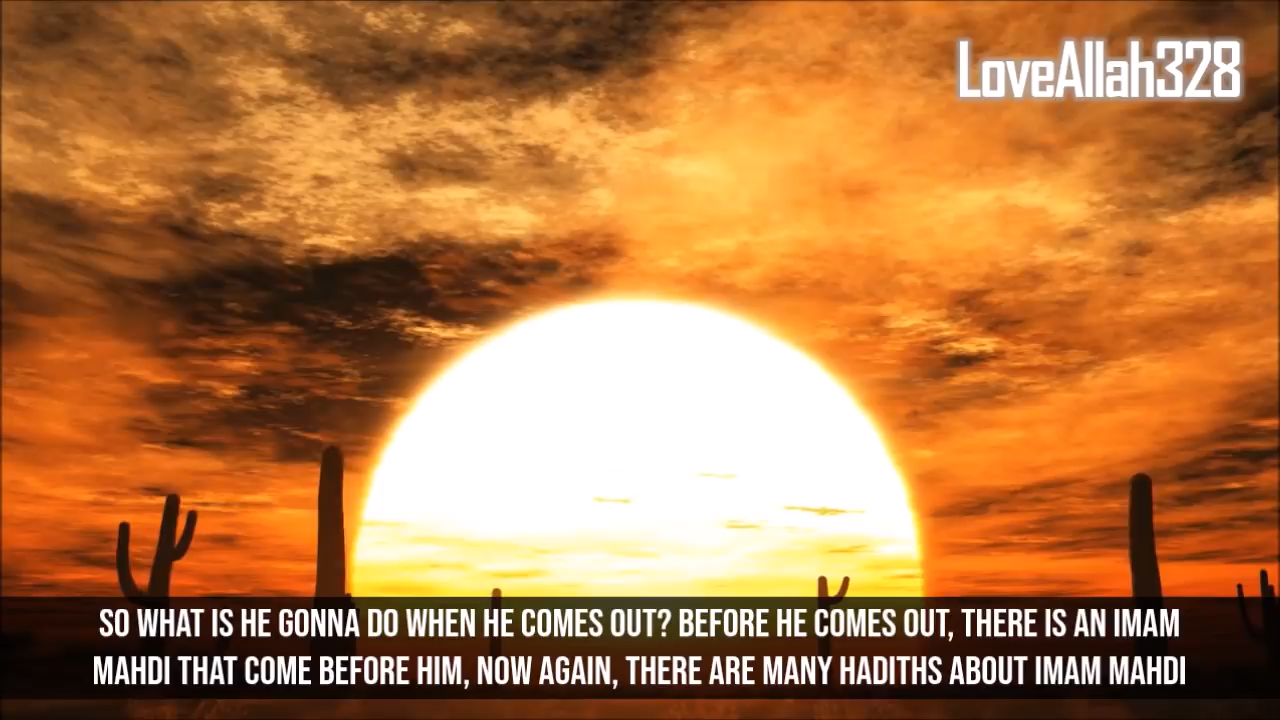 LoveAllah328
SO WHAT IS HE GONNA DO WHEN HE COMES OUT? BEFORE HE COMES OUT, THERE IS AN IMAM
MAHDI THAT COME BEFORE HIM, NOW AGAIN, THERE ARE MANY HADITHS ABOUT IMAM MAHDI